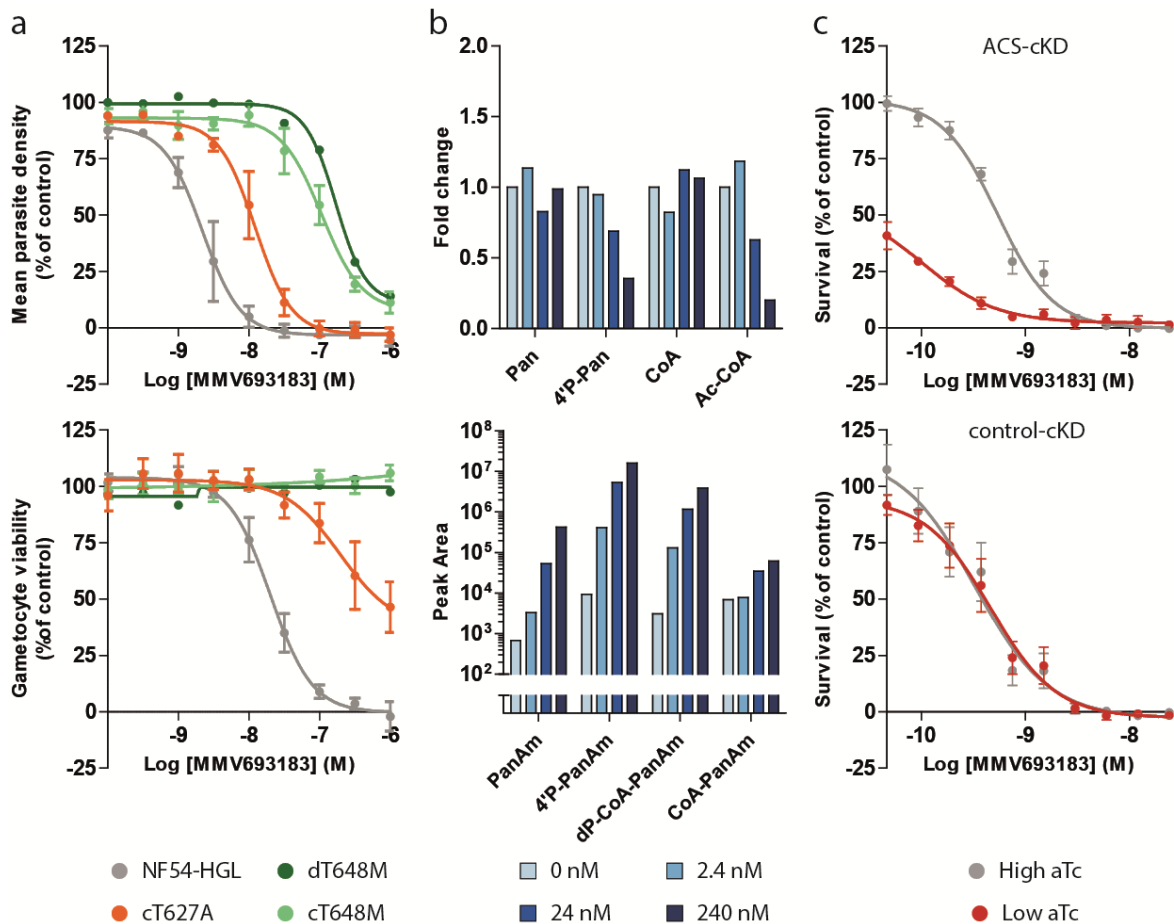 a
125
100
75
50
25
0
-25
Mean parasite density
(% of control)
-9
-8
-7
-6
Log [MMV693183] (M)
125
100
75
50
25
0
-25
Gametocyte viability
(% of control)
-9
-8
-7
-6
Log [MMV693183] (M)
NF54-HGL
dT648M
cT627A
cT648M
b
2.0
1.5
1.0
0.5
0.0
Fold change
Pan
4'P-Pan
CoA
Ac-CoA
10⁸
10⁷
10⁶
10⁵
10⁴
10³
10²
Peak Area
PanAm
4'P-PanAm
dP-CoA-PanAm
CoA-PanAm
0 nM
2.4 nM
24 nM
240 nM
c
ACS-cKD
125
100
75
50
25
0
-25
Survival (% of control)
-10
-9
-8
Log [MMV693183] (M)
control-cKD
125
100
75
50
25
0
-25
Survival (% of control)
-10
-9
-8
Log [MMV693183] (M)
High aTc
Low aTc